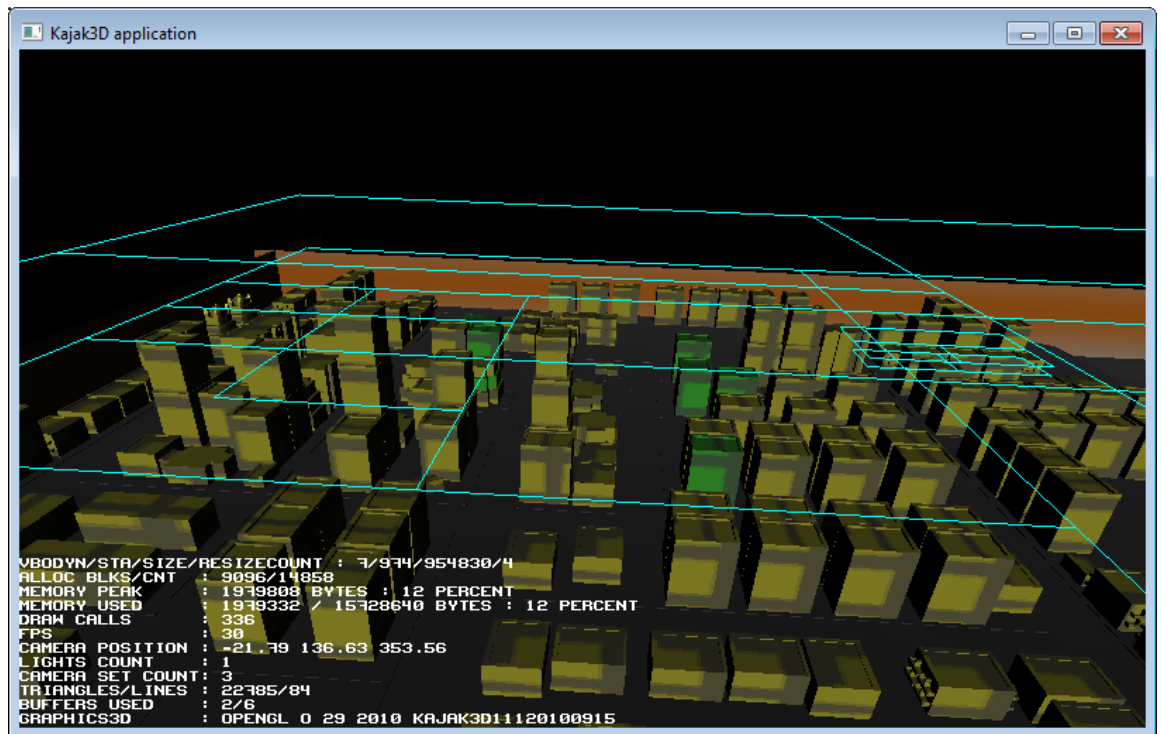 Kajak3D application
VBODYN/STA/SIZE/RESIZECOUNT : 7/974/954830/4
ALLOC BLKS/CNT : 9096/14858
MEMORY PEAK : 1979808 BYTES : 12 PERCENT
MEMORY USED : 1979332 / 15728640 BYTES : 12 PERCENT
DRAW CALLS : 336
FPS : 30
CAMERA POSITION : -21.79 136.63 353.56
LIGHTS COUNT : 1
CAMERA SET COUNT: 3
TRIANGLES/LINES : 22785/84
BUFFERS USED : 2/6
GRAPHICS3D : OPENGL O 29 2010 KAJAK3D11120100915